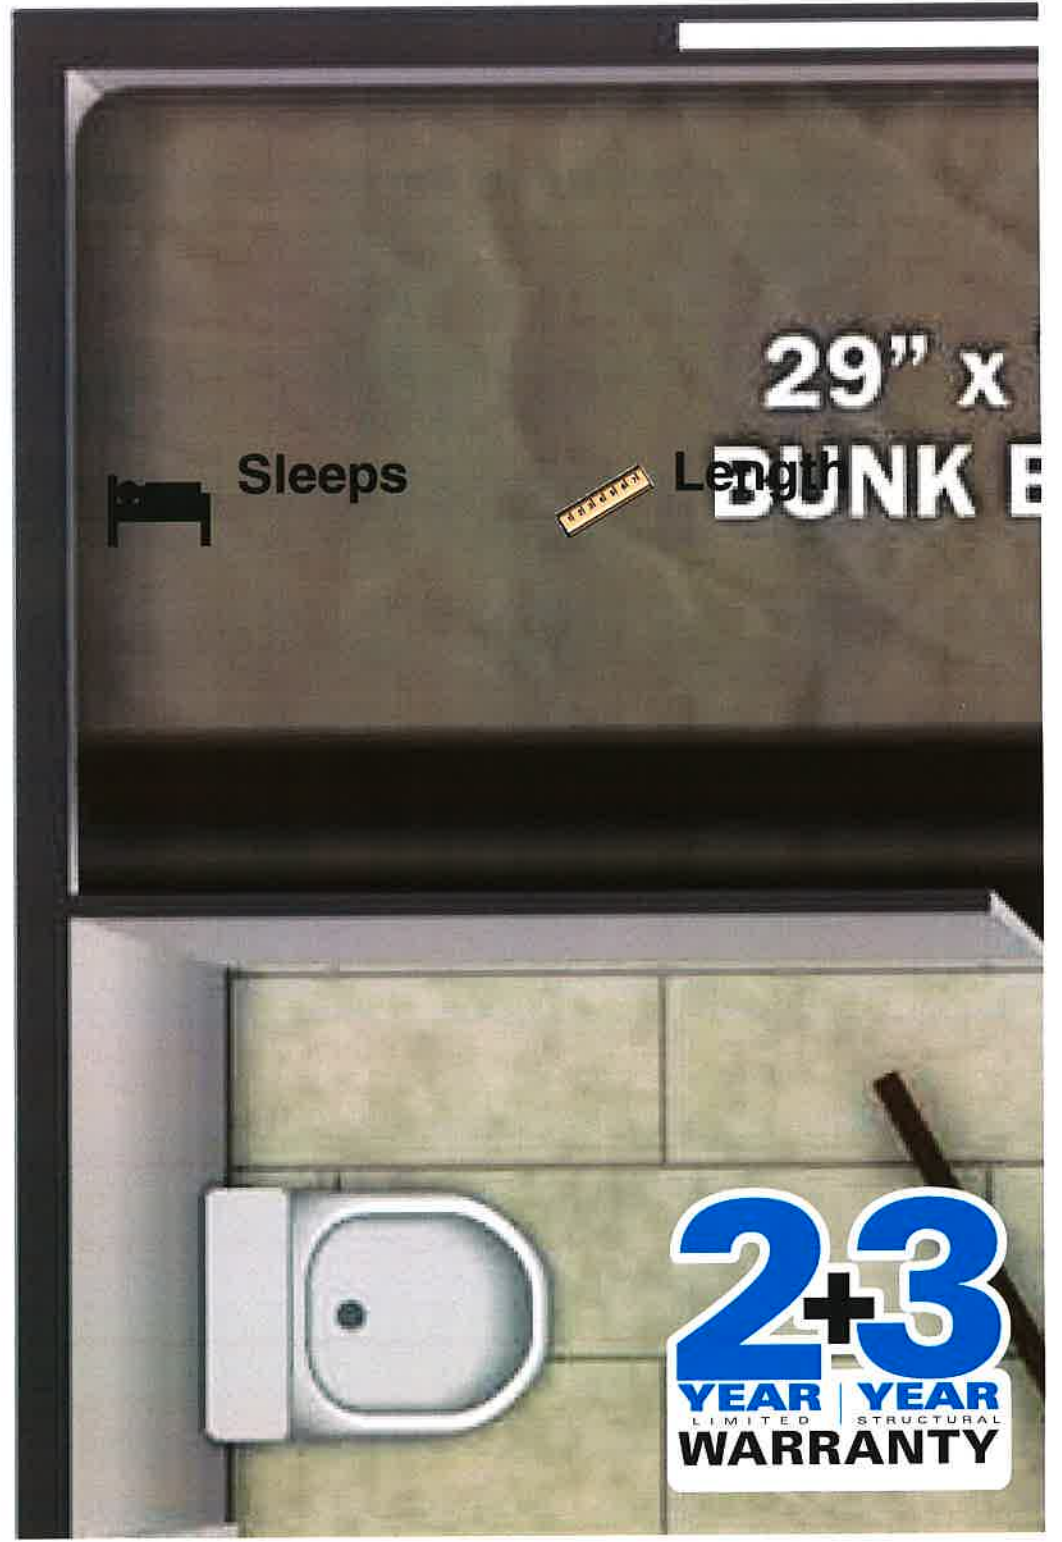 29” x
Sleeps
Length
BUNK B
2+3
YEAR | YEAR
LIMITED STRUCTURAL
WARRANTY